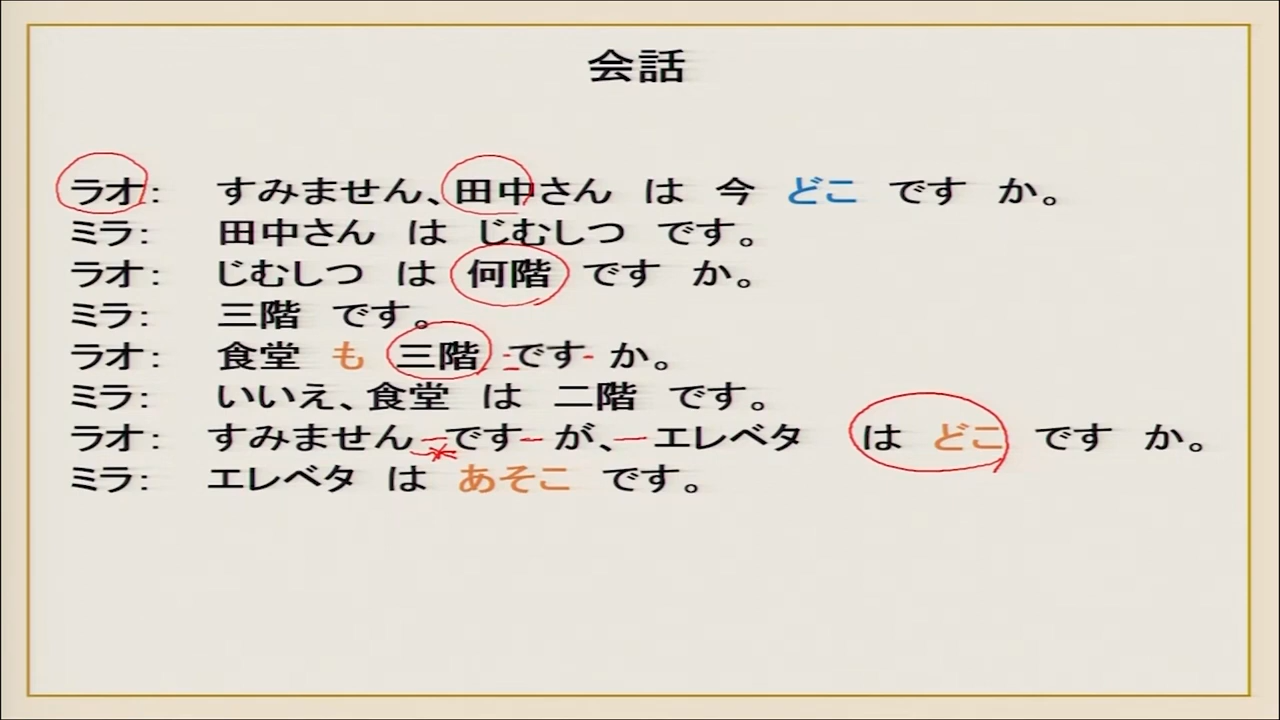 会話
ラオ: すみません、田中さん は 今 どこ です か。
ミラ: 田中さん は じむしつ です。
ラオ: じむしつ は 何階 です か。
ミラ: 三階 です。
ラオ: 食堂 も 三階 です か。
ミラ: いいえ、食堂 は 二階 です。
ラオ: すみません です が、 エレベタ は どこ です か。
ミラ: エレベタ は あそこ です。